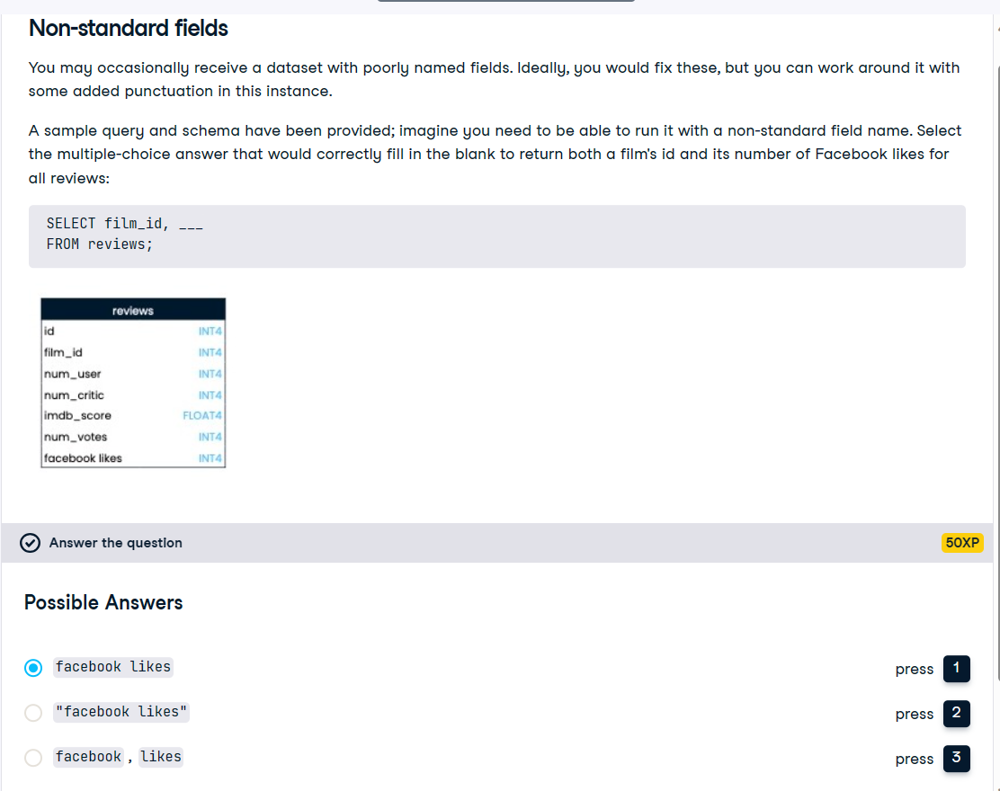 Non-standard fields
You may occasionally receive a dataset with poorly named fields. Ideally, you would fix these, but you can work around it with
some added punctuation in this instance.
A sample query and schema have been provided; imagine you need to be able to run it with a non-standard field name. Select
the multiple-choice answer that would correctly fill in the blank to return both a film's id and its number of Facebook likes for
all reviews:
SELECT film_id, ___
FROM reviews;
reviews
id INT4
film_id INT4
num_user INT4
num_critic INT4
imdb_score FLOAT4
num_votes INT4
facebook likes INT4
Answer the question 50XP
Possible Answers
facebook likes press 1
"facebook likes" press 2
facebook , likes press 3